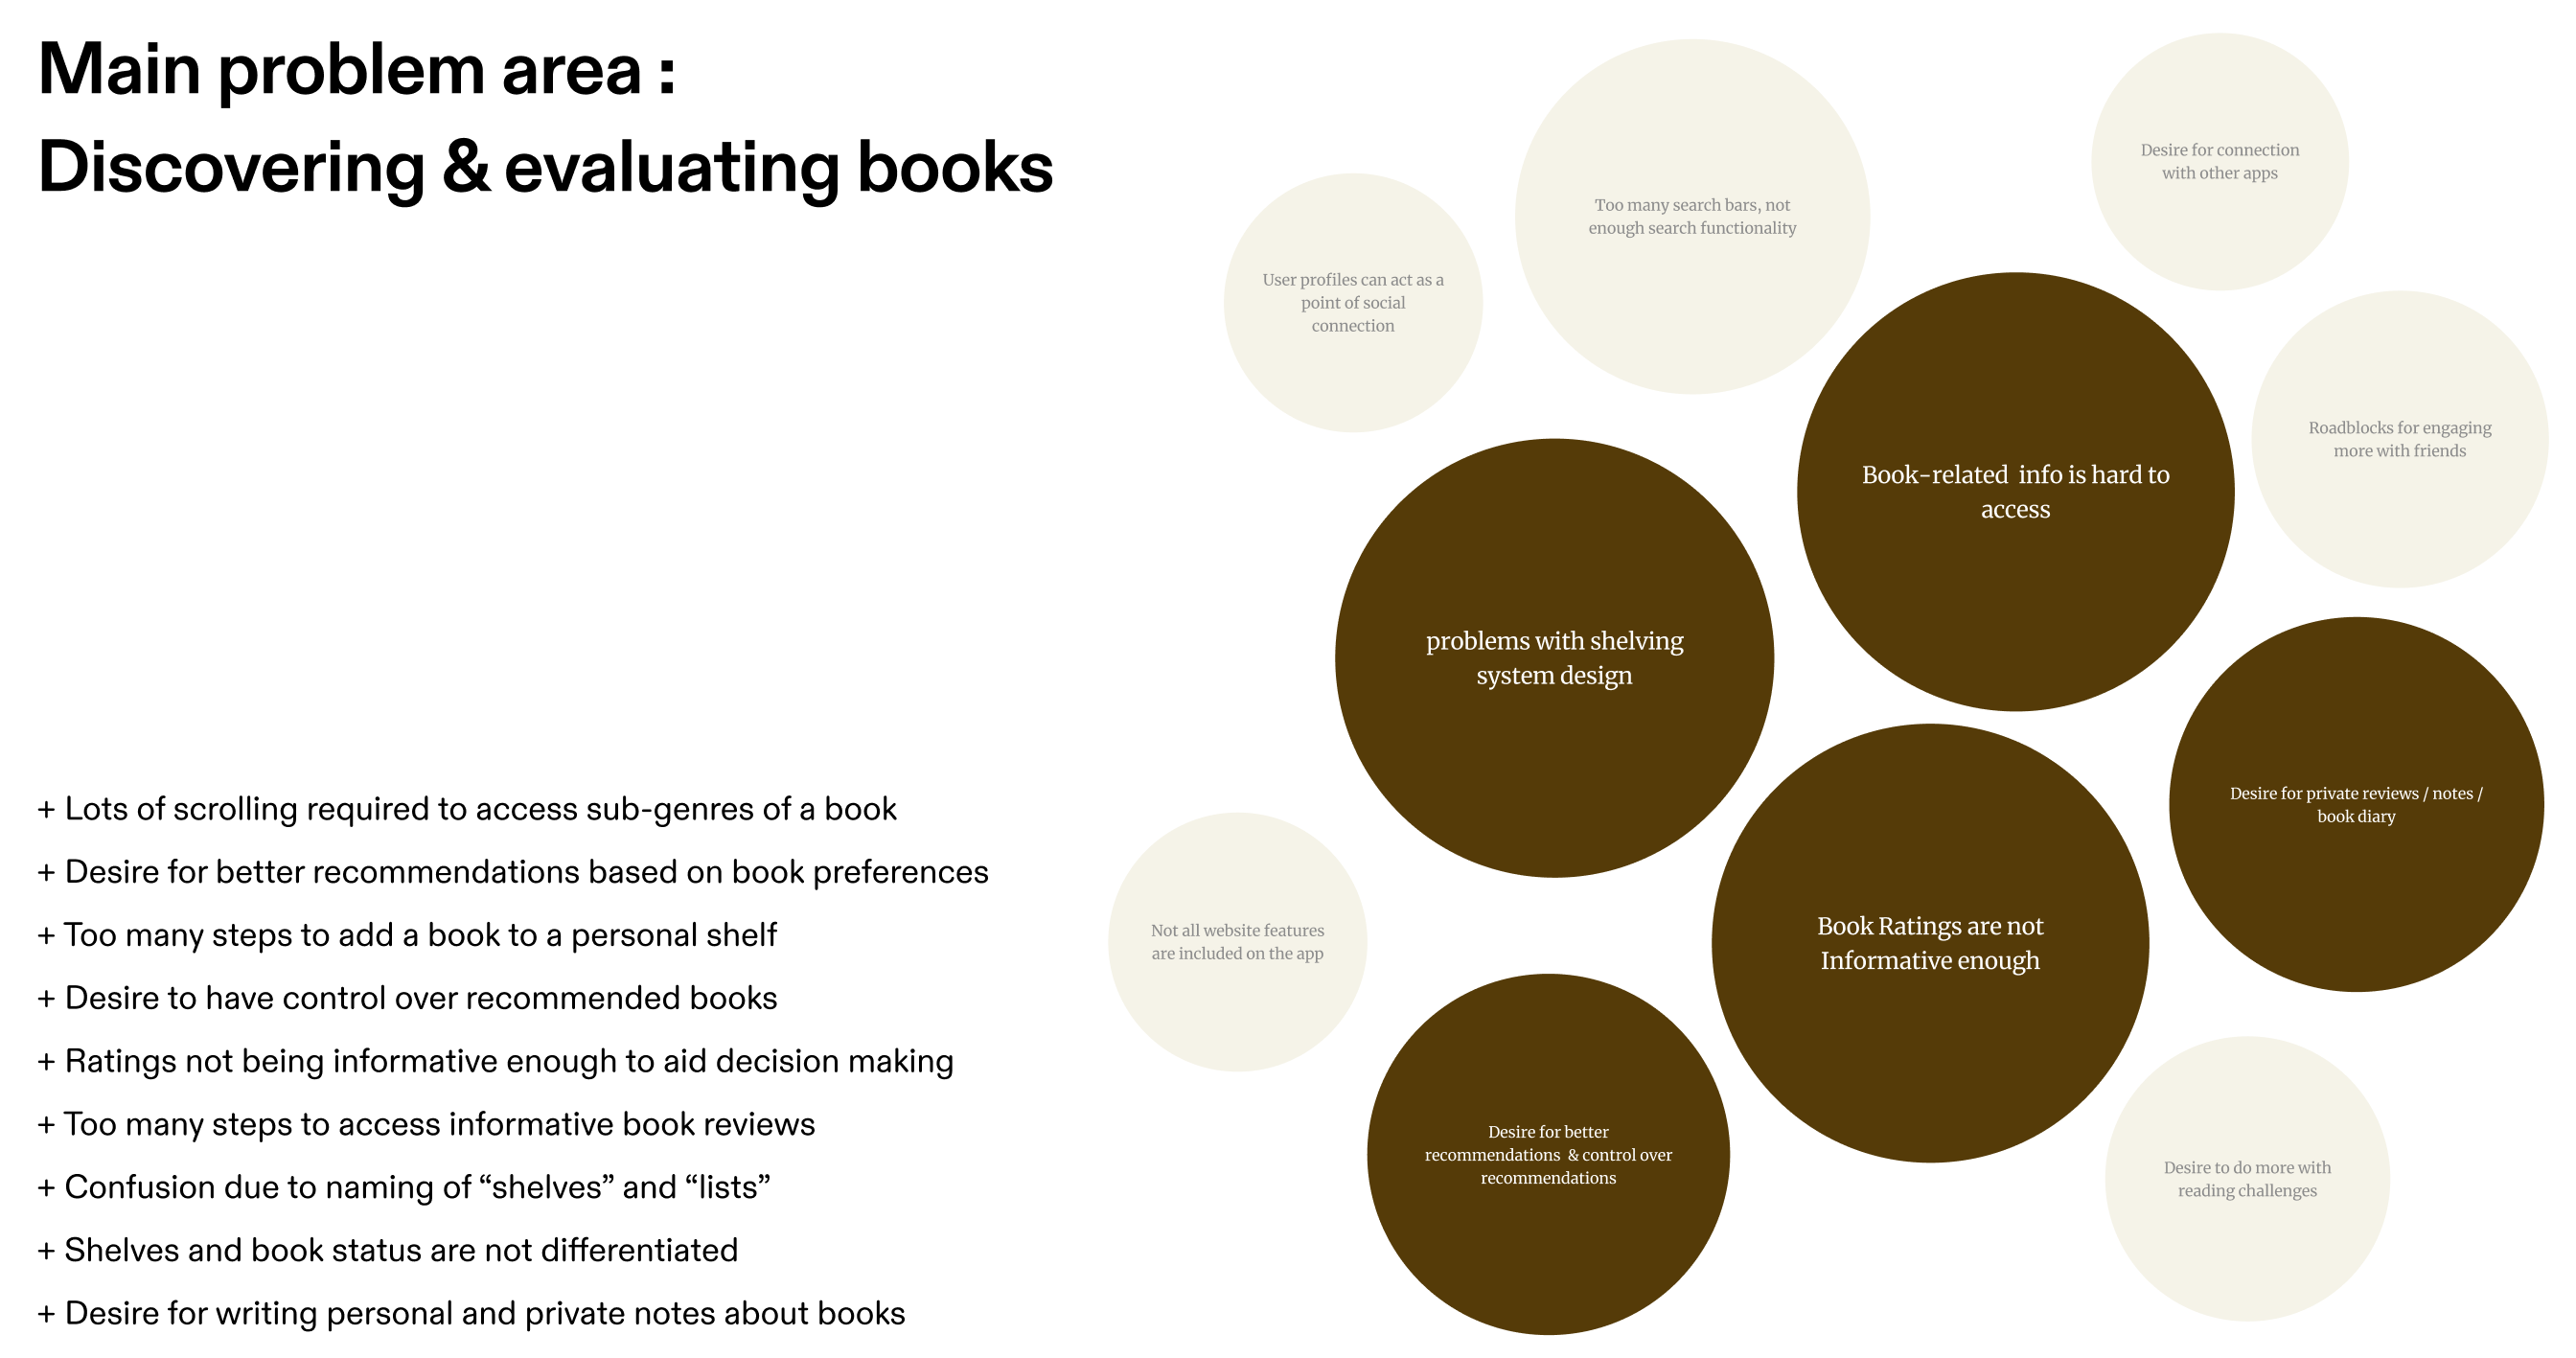 Main problem area :
Discovering & evaluating books
+ Lots of scrolling required to access sub-genres of a book
+ Desire for better recommendations based on book preferences
+ Too many steps to add a book to a personal shelf
+ Desire to have control over recommended books
+ Ratings not being informative enough to aid decision making
+ Too many steps to access informative book reviews
+ Confusion due to naming of “shelves” and “lists”
+ Shelves and book status are not differentiated
+ Desire for writing personal and private notes about books
Desire for connection
with other apps
Too many search bars, not
enough search functionality
User profiles can act as a
point of social
connection
Roadblocks for engaging
more with friends
Book-related  info is hard to
access
problems with shelving
system design
Desire for private reviews / notes /
book diary
Not all website features
are included on the app
Book Ratings are not
Informative enough
Desire for better
recommendations  & control over
recommendations
Desire to do more with
reading challenges